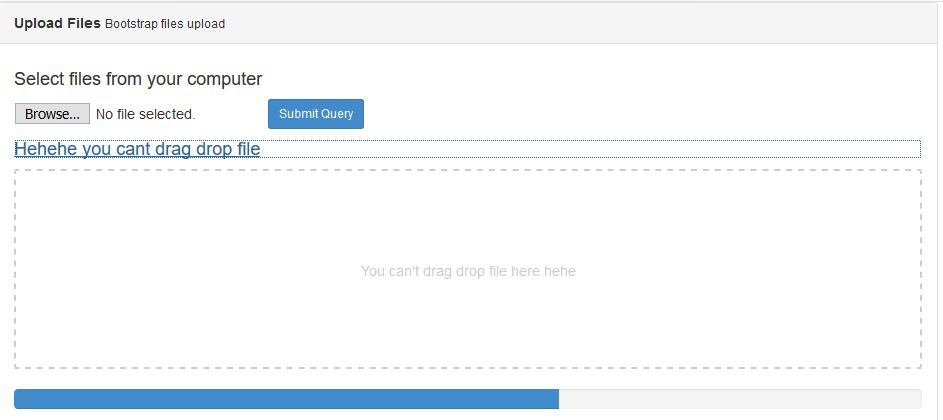 Upload Files Bootstrap files upload
Select files from your computer
Browse... No file selected. Submit Query
Hehehe you cant drag drop file
You can't drag drop file here hehe